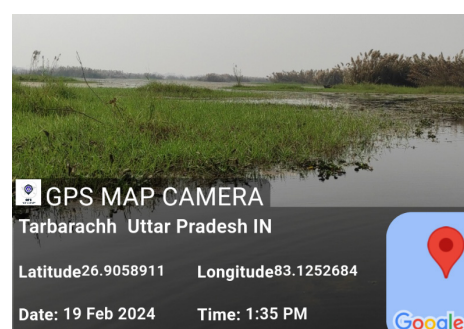 GPS MAP CAMERA
Tarbarachh Uttar Pradesh IN
Latitude26.9058911 Longitude83.1252684
Date: 19 Feb 2024 Time: 1:35 PM
Google